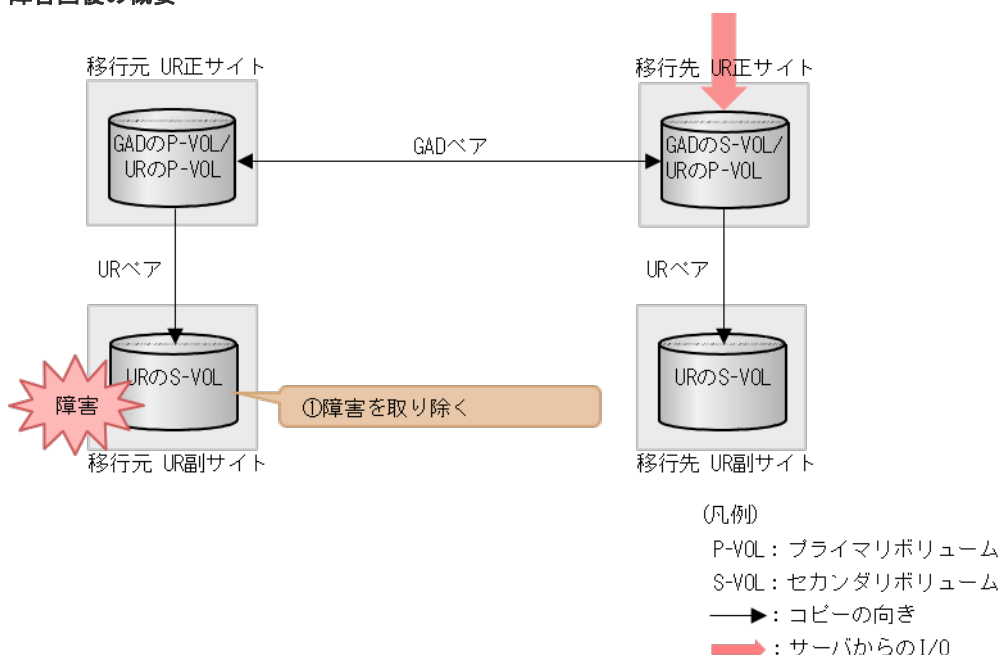 障害回復の概要
移行元 UR正サイト
移行先 UR正サイト
GADのP-VOL/
URのP-VOL
GADペア
GADのS-VOL/
URのP-VOL
URペア
URペア
URのS-VOL
障害
①障害を取り除く
URのS-VOL
移行元 UR副サイト
移行先 UR副サイト
(凡例)
P-VOL：プライマリボリューム
S-VOL：セカンダリボリューム
：コピーの向き
：サーバからのI/O